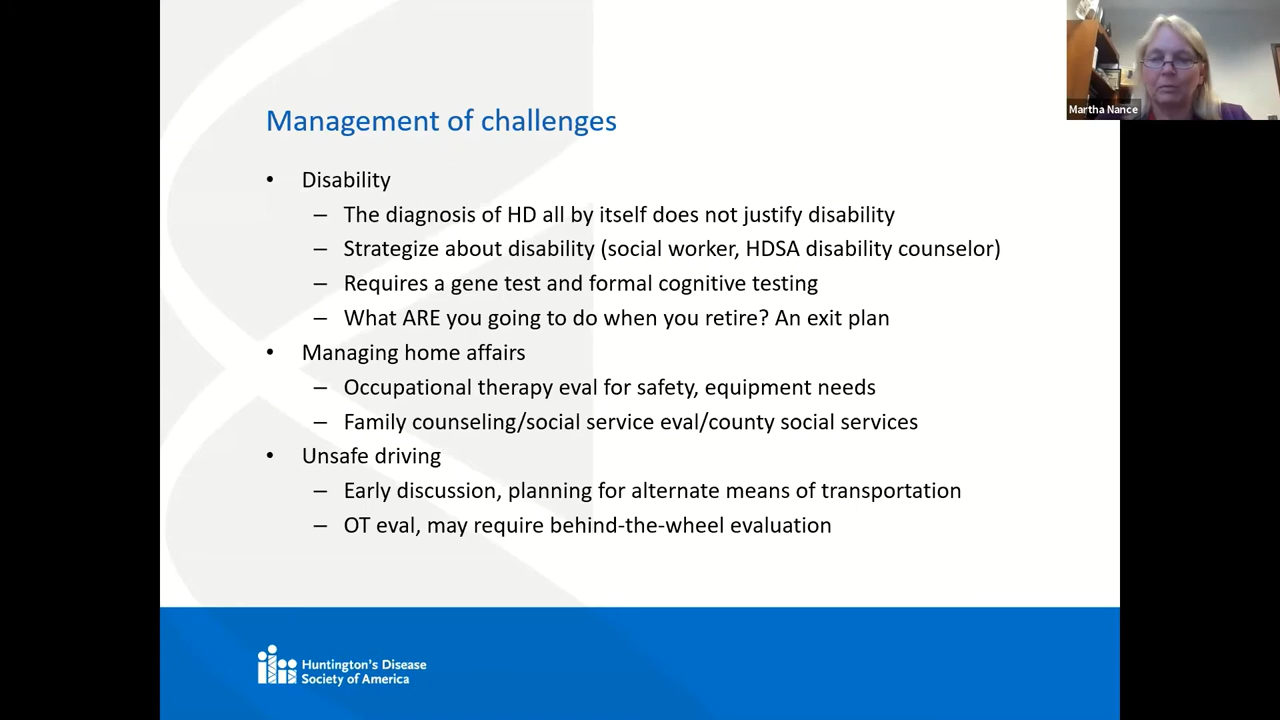 Martha Nance
Management of challenges
• Disability
– The diagnosis of HD all by itself does not justify disability
– Strategize about disability (social worker, HDSA disability counselor)
– Requires a gene test and formal cognitive testing
– What ARE you going to do when you retire? An exit plan
• Managing home affairs
– Occupational therapy eval for safety, equipment needs
– Family counseling/social service eval/county social services
• Unsafe driving
– Early discussion, planning for alternate means of transportation
– OT eval, may require behind-the-wheel evaluation
Huntington's Disease
Society of America